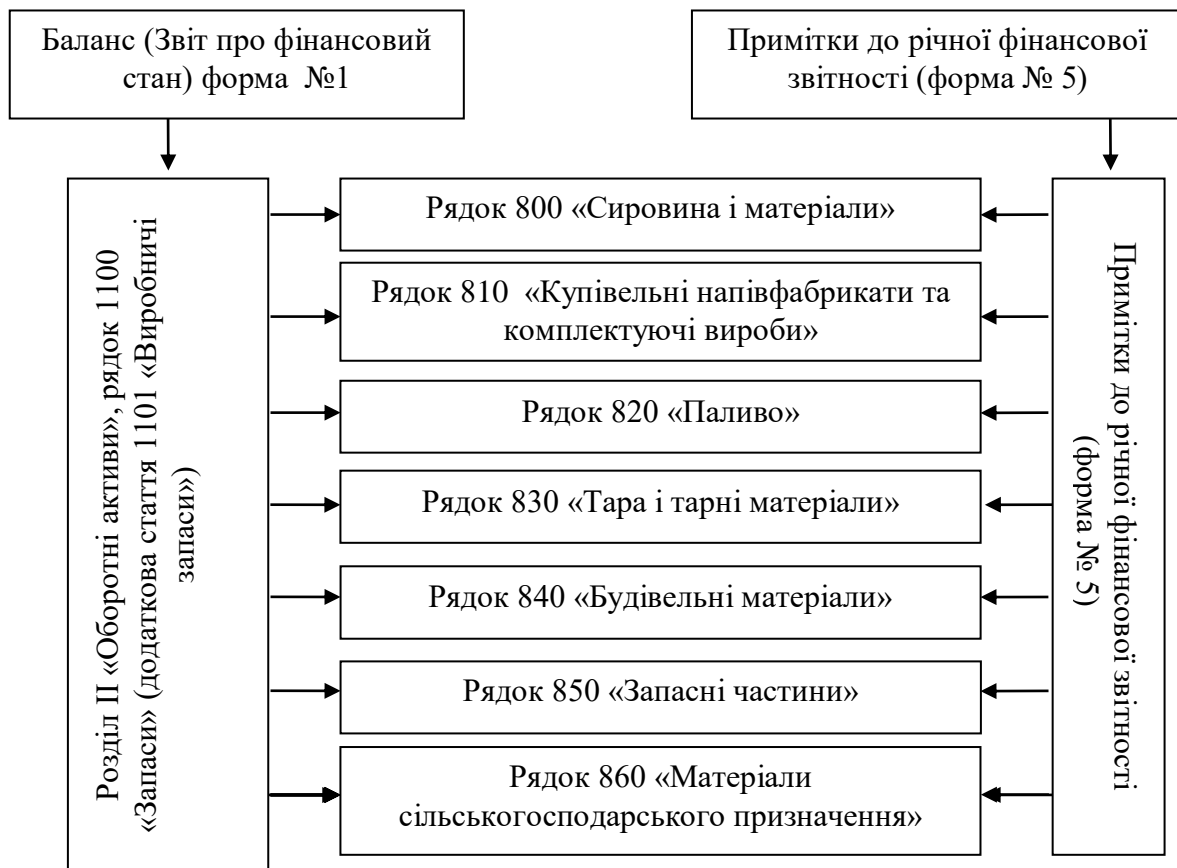 Баланс (Звіт про фінансовий
стан) форма №1
Примітки до річної фінансової
звітності (форма № 5)
Розділ ІІ «Оборотні активи», рядок 1100
«Запаси» (додаткова стаття 1101 «Виробничі
запаси»)
Рядок 800 «Сировина і матеріали»
Рядок 810 «Купівельні напівфабрикати та
комплектуючі вироби»
Рядок 820 «Паливо»
Рядок 830 «Тара і тарні матеріали»
Рядок 840 «Будівельні матеріали»
Рядок 850 «Запасні частини»
Рядок 860 «Матеріали
сільськогосподарського призначення»
Примітки до річної фінансової звітності
(форма № 5)